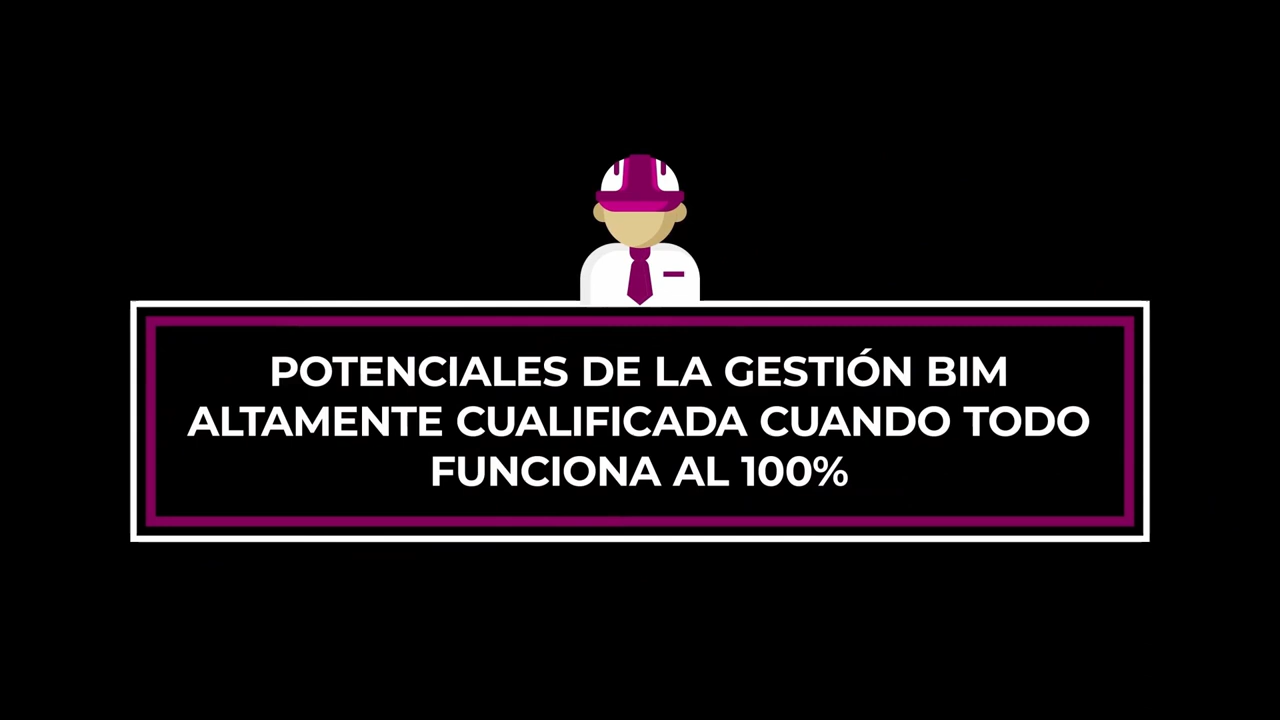 POTENCIALES DE LA GESTIÓN BIM
ALTAMENTE CUALIFICADA CUANDO TODO
FUNCIONA AL 100%